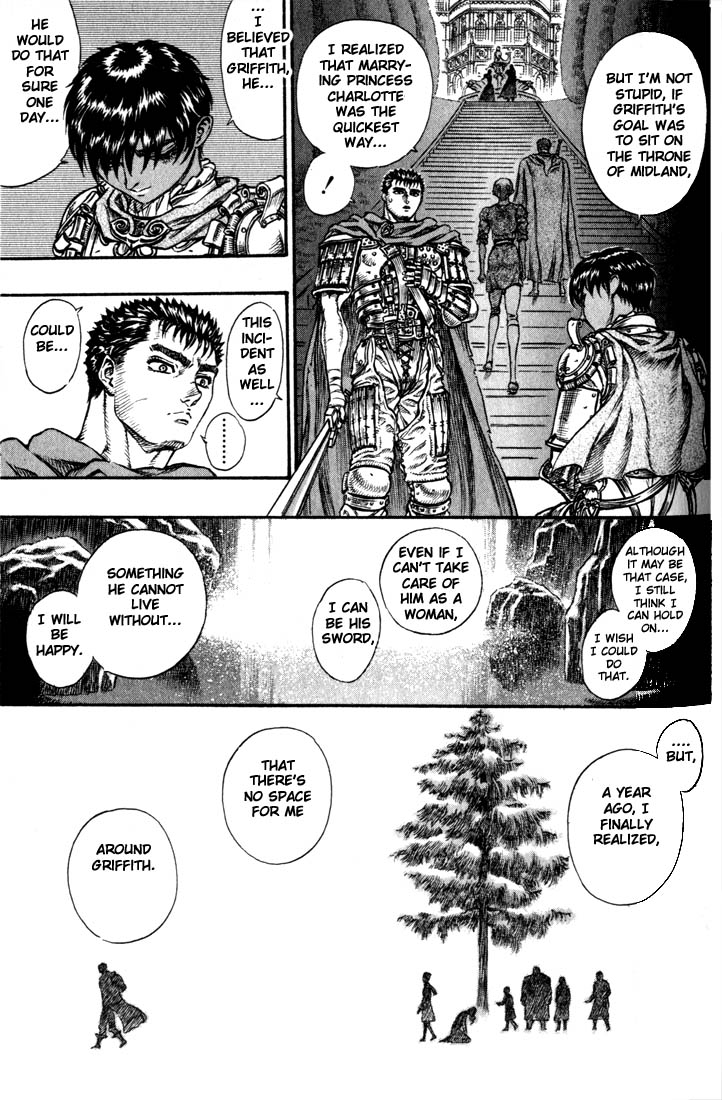 BUT I'M NOT
STUPID, IF
GRIFFITH'S
GOAL WAS
TO SIT ON
THE THRONE
OF MIDLAND,
I REALIZED
THAT MARRY-
ING PRINCESS
CHARLOTTE
WAS THE
QUICKEST
WAY...
!
...
I
BELIEVED
THAT
GRIFFITH,
HE...
HE
WOULD
DO THAT
FOR
SURE
ONE
DAY...
THIS
INCI-
DENT
AS
WELL
...
........
COULD
BE...
ALTHOUGH
IT MAY BE
THAT CASE,
I STILL
THINK I
CAN HOLD
ON...
I WISH
I COULD
DO
THAT.
EVEN IF I
CAN'T TAKE
CARE OF
HIM AS A
WOMAN,
I CAN
BE HIS
SWORD,
SOMETHING
HE CANNOT
LIVE
WITHOUT...
I WILL
BE
HAPPY.
....
BUT,
A YEAR
AGO, I
FINALLY
REALIZED,
THAT
THERE'S
NO SPACE
FOR ME
AROUND
GRIFFITH.